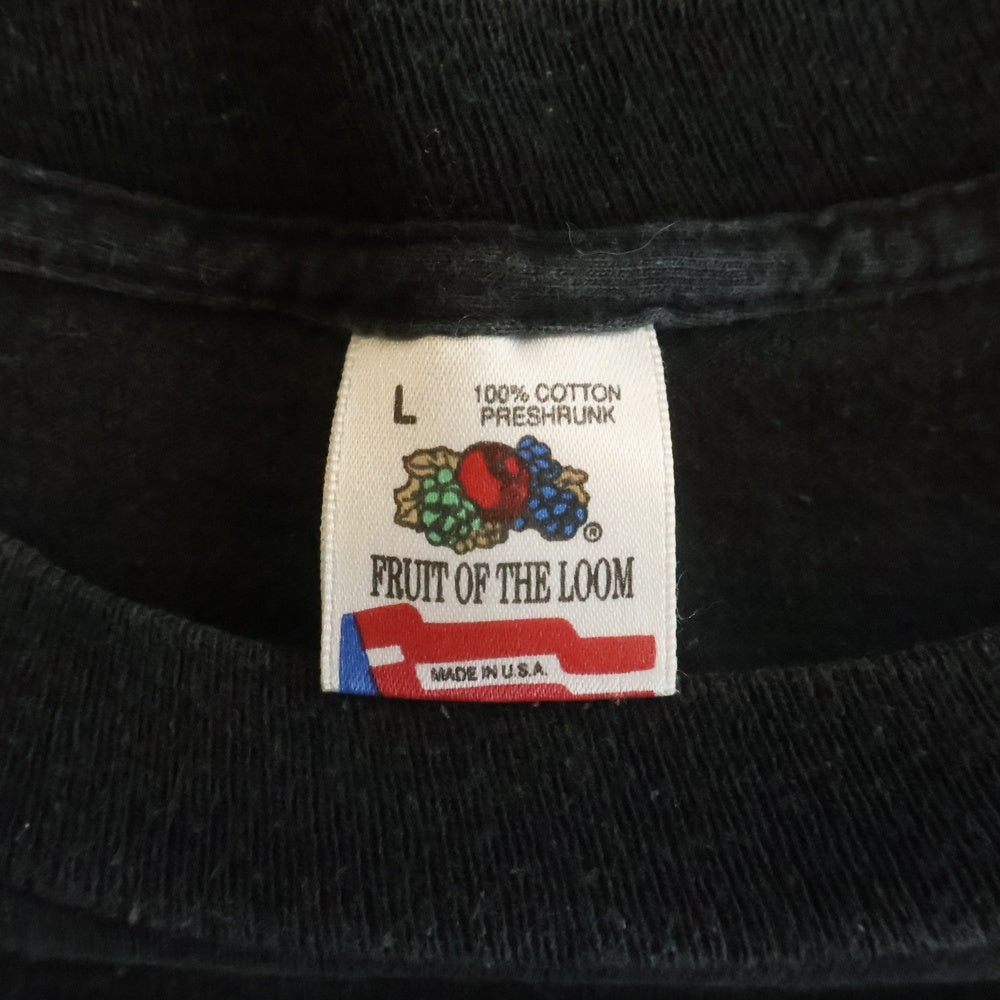 L
100% COTTON
PRESHRUNK
®
FRUIT OF THE LOOM
MADE IN U.S.A.